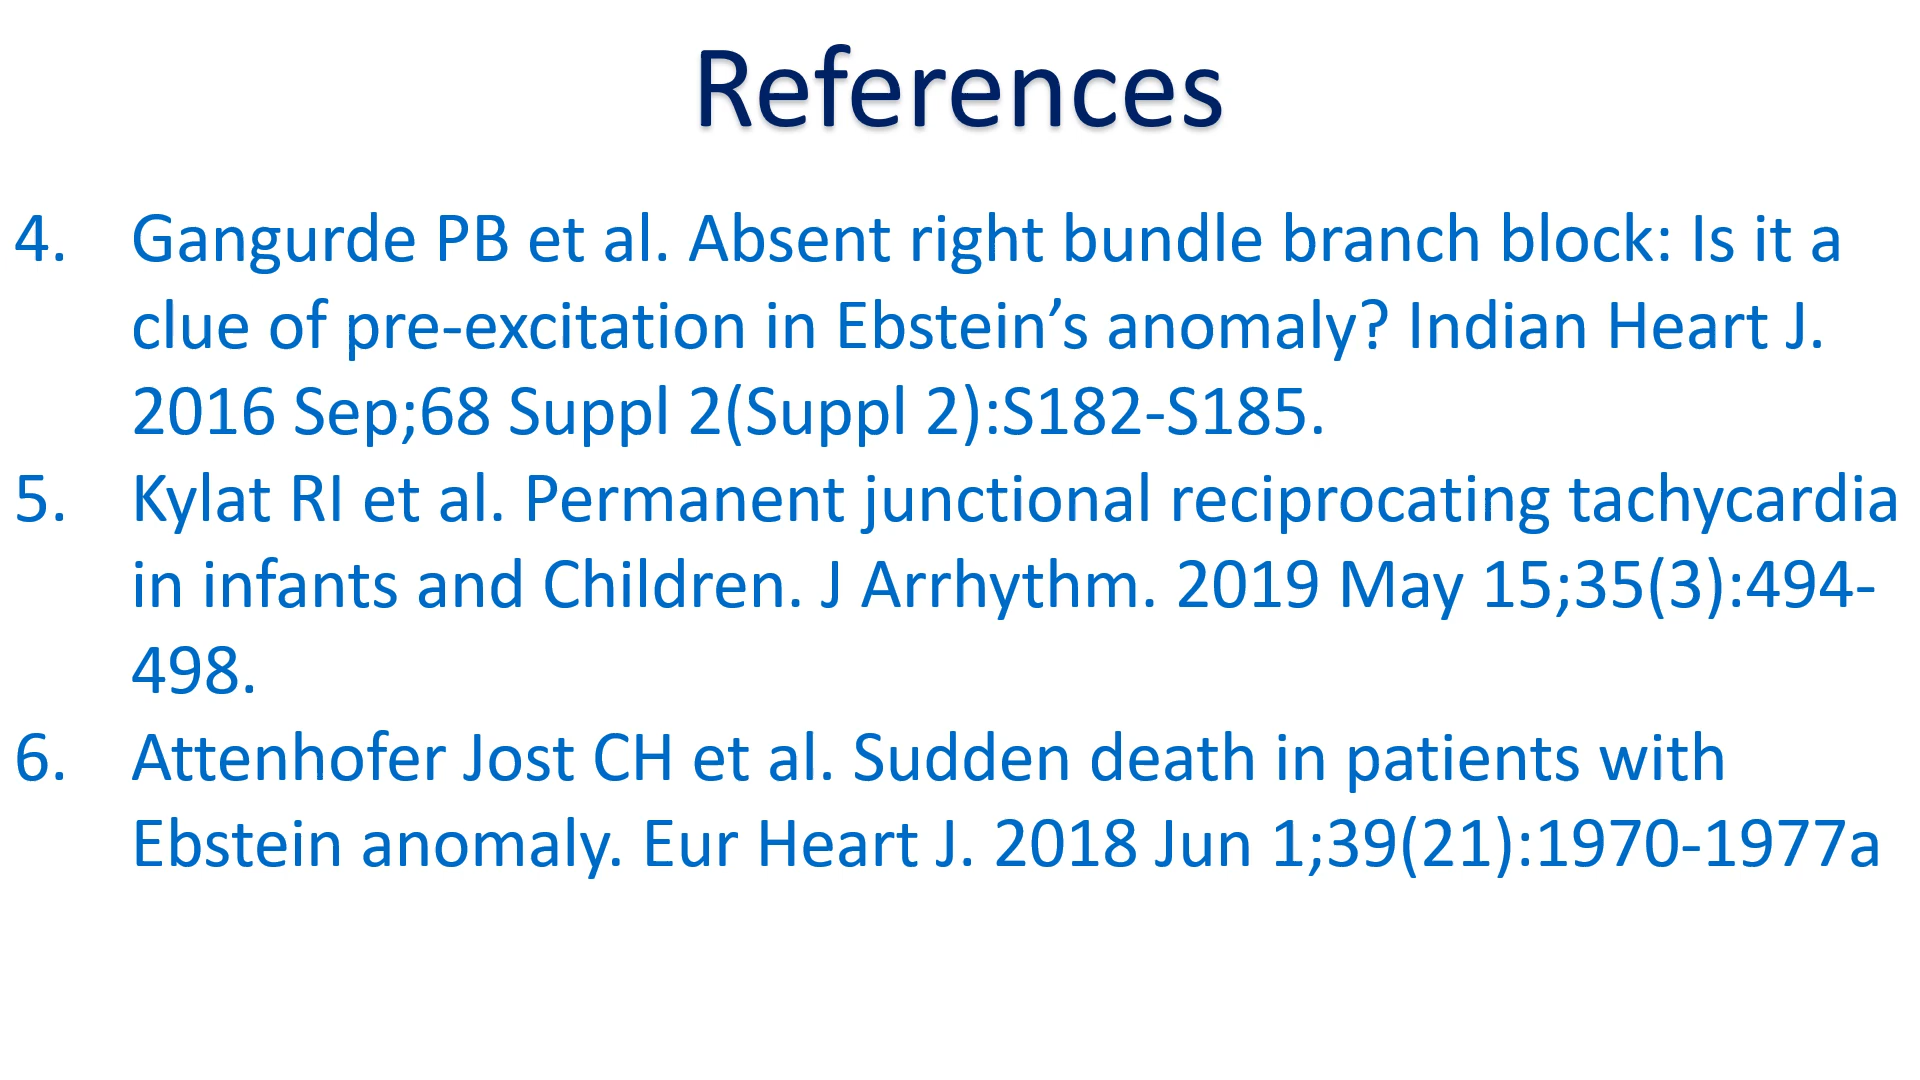 References
4. Gangurde PB et al. Absent right bundle branch block: Is it a
clue of pre-excitation in Ebstein’s anomaly? Indian Heart J.
2016 Sep;68 Suppl 2(Suppl 2):S182-S185.
5. Kylat RI et al. Permanent junctional reciprocating tachycardia
in infants and Children. J Arrhythm. 2019 May 15;35(3):494-
498.
6. Attenhofer Jost CH et al. Sudden death in patients with
Ebstein anomaly. Eur Heart J. 2018 Jun 1;39(21):1970-1977a